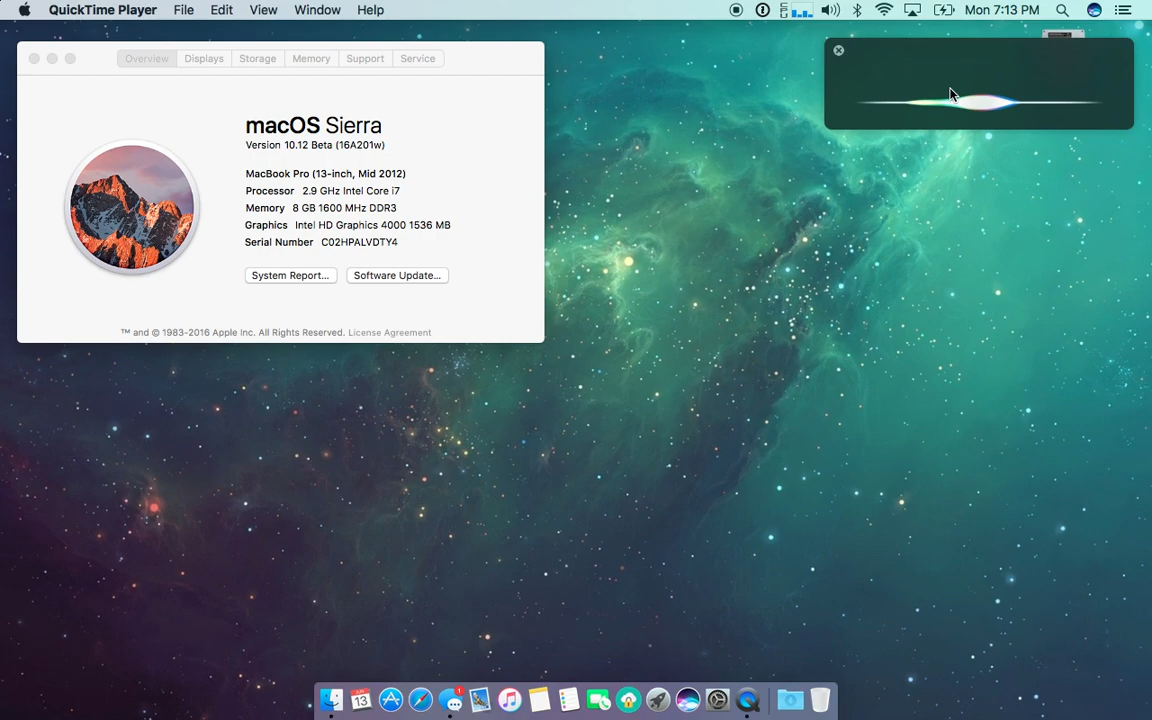 QuickTime Player File Edit View Window Help Mon 7:13 PM
Overview Displays Storage Memory Support Service
macOS Sierra
Version 10.12 Beta (16A201w)
MacBook Pro (13-inch, Mid 2012)
Processor 2.9 GHz Intel Core i7
Memory 8 GB 1600 MHz DDR3
Graphics Intel HD Graphics 4000 1536 MB
Serial Number C02HPALVDTY4
System Report... Software Update...
™ and © 1983-2016 Apple Inc. All Rights Reserved. License Agreement
1
13